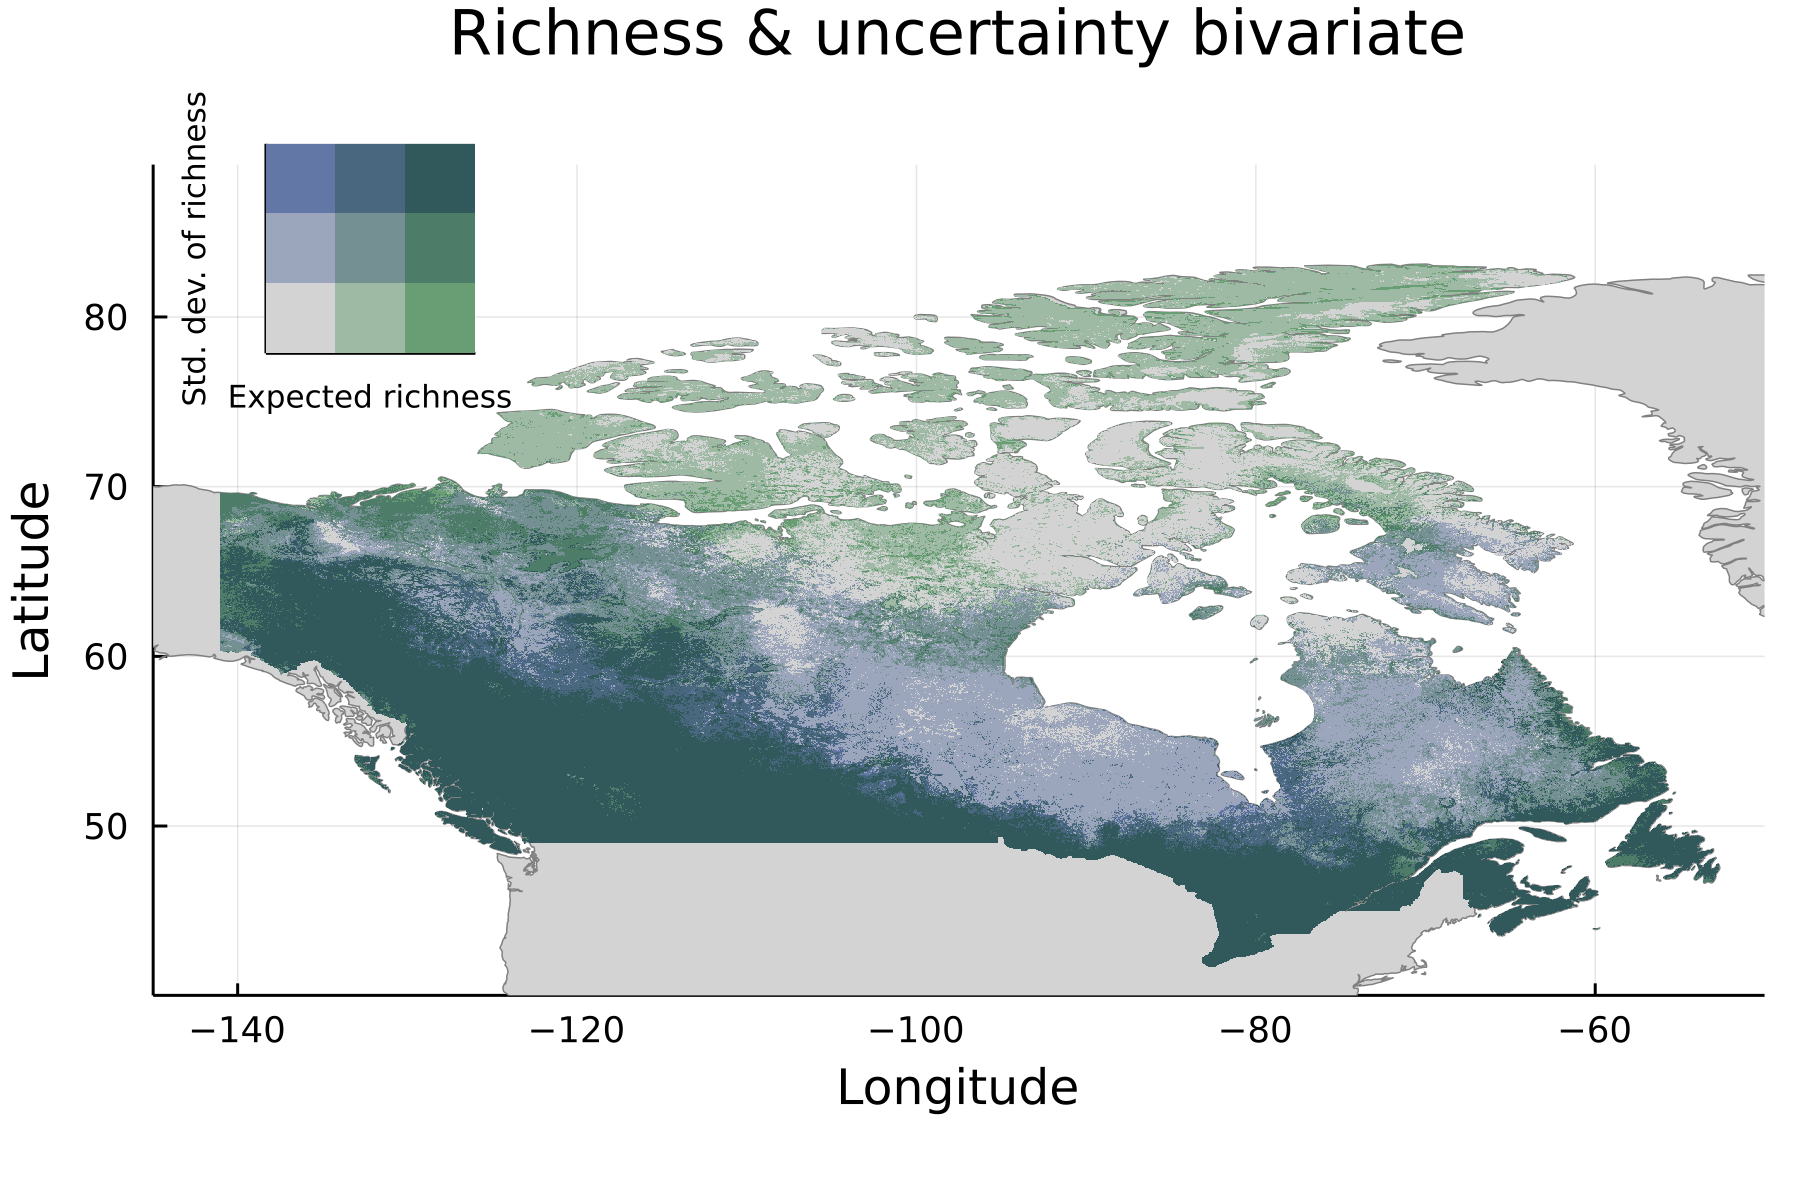 Richness & uncertainty bivariate
Std. dev. of richness
Expected richness
Latitude
80
70
60
50
−140
−120
−100
−80
−60
Longitude